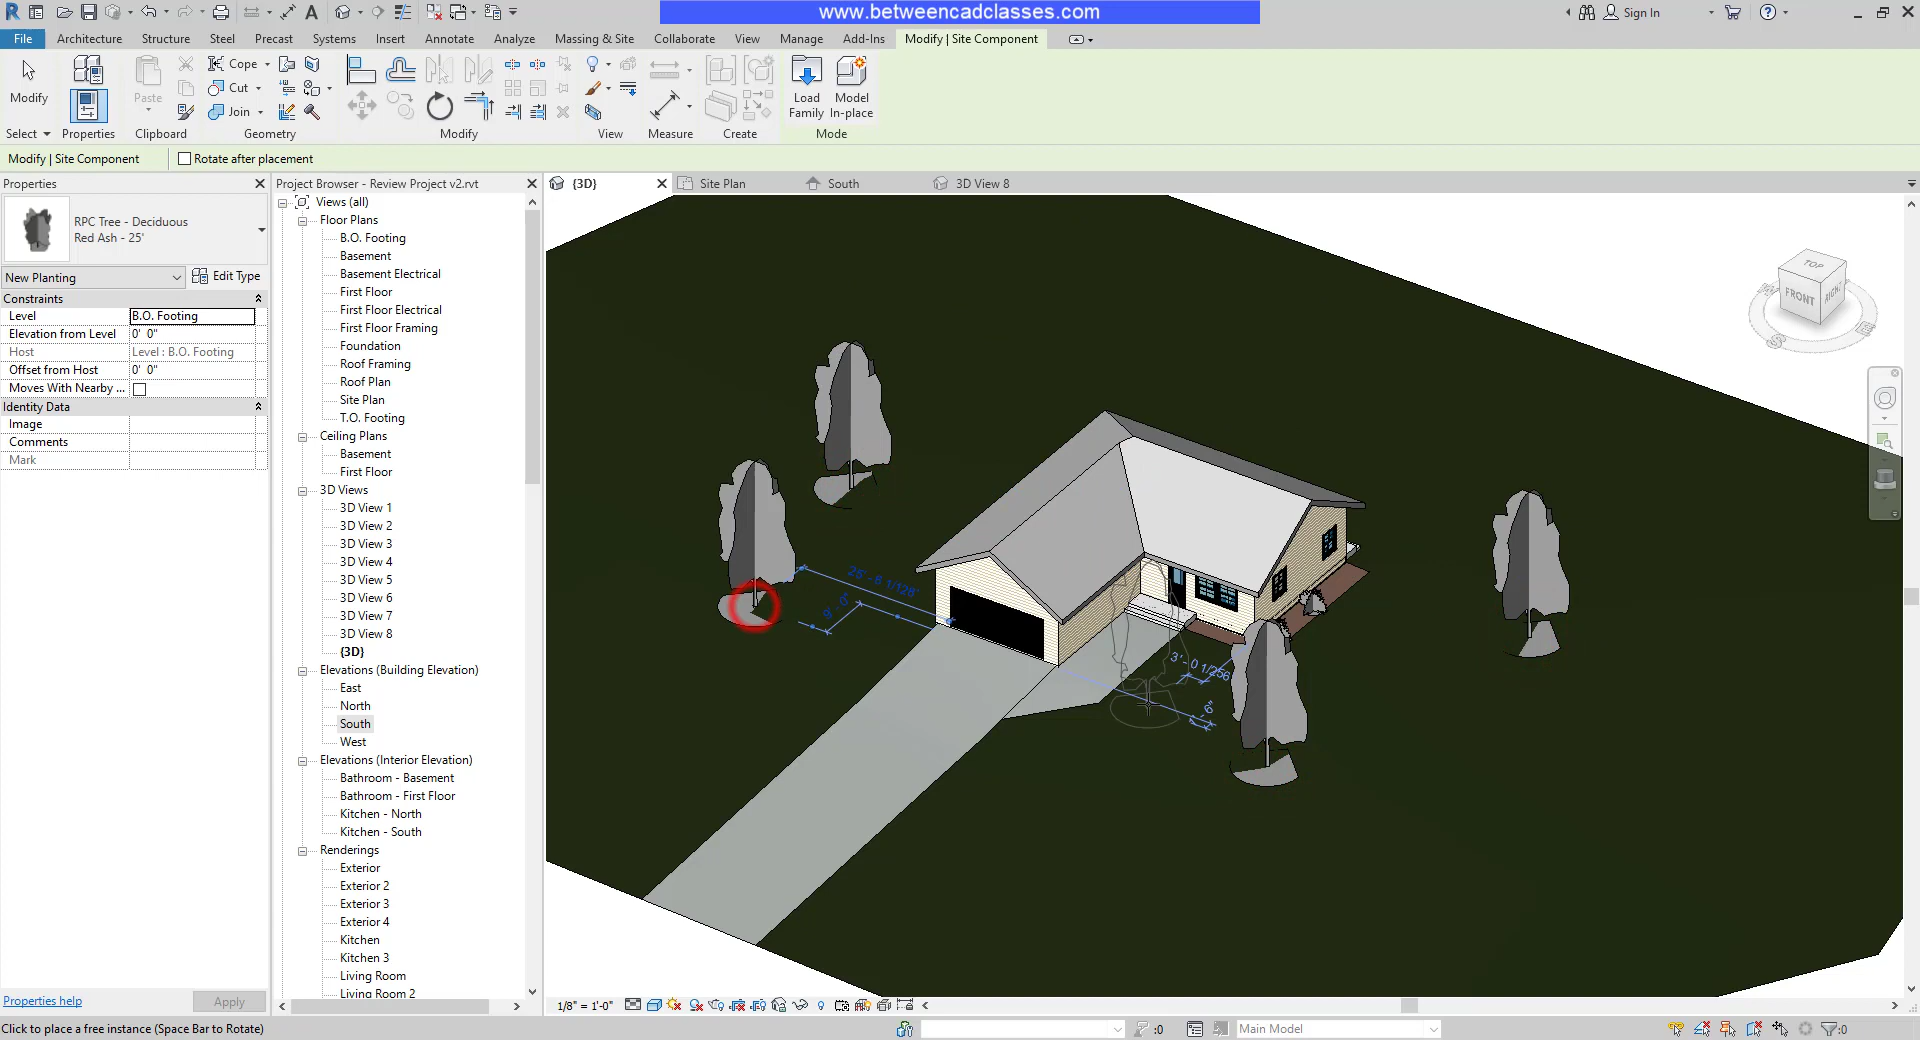 www.betweencadclasses.com
Sign In
File
Architecture
Structure
Steel
Precast
Systems
Insert
Annotate
Analyze
Massing & Site
Collaborate
View
Manage
Add-Ins
Modify | Site Component
Modify
Paste
Cope
Cut
Join
Load Family
Model In-place
Select
Properties
Clipboard
Geometry
Modify
View
Measure
Create
Mode
Modify | Site Component
Rotate after placement
Properties
RPC Tree - Deciduous
Red Ash - 25'
New Planting
Edit Type
Constraints
Level B.O. Footing
Elevation from Level 0' 0"
Host Level : B.O. Footing
Offset from Host 0' 0"
Moves With Nearby ...
Identity Data
Image
Comments
Mark
Properties help
Apply
Project Browser - Review Project v2.rvt
Views (all)
Floor Plans
B.O. Footing
Basement
Basement Electrical
First Floor
First Floor Electrical
First Floor Framing
Foundation
Roof Framing
Roof Plan
Site Plan
T.O. Footing
Ceiling Plans
Basement
First Floor
3D Views
3D View 1
3D View 2
3D View 3
3D View 4
3D View 5
3D View 6
3D View 7
3D View 8
{3D}
Elevations (Building Elevation)
East
North
South
West
Elevations (Interior Elevation)
Bathroom - Basement
Bathroom - First Floor
Kitchen - North
Kitchen - South
Renderings
Exterior
Exterior 2
Exterior 3
Exterior 4
Kitchen
Kitchen 3
Living Room
Living Room 2
{3D}
Site Plan
South
3D View 8
TOP
FRONT
RIGHT
S
E
25' - 8 1/128"
9' - 0"
3' - 0 1/256
1/8" = 1'-0"
Click to place a free instance (Space Bar to Rotate)
:0
Main Model
:0